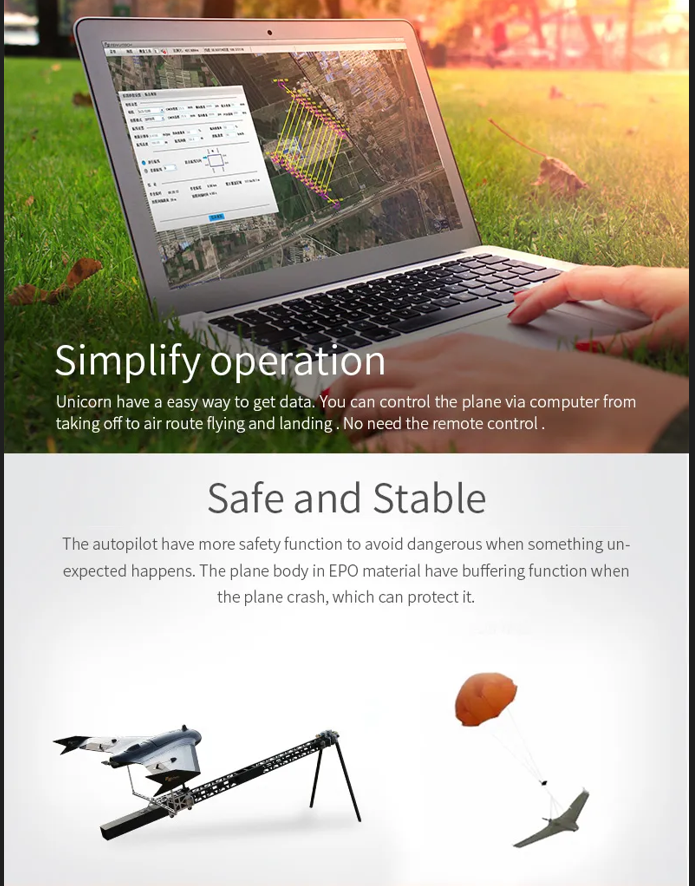 Simplify operation
Unicorn have a easy way to get data. You can control the plane via computer from
taking off to air route flying and landing . No need the remote control .
Safe and Stable
The autopilot have more safety function to avoid dangerous when something un-
expected happens. The plane body in EPO material have buffering function when
the plane crash, which can protect it.